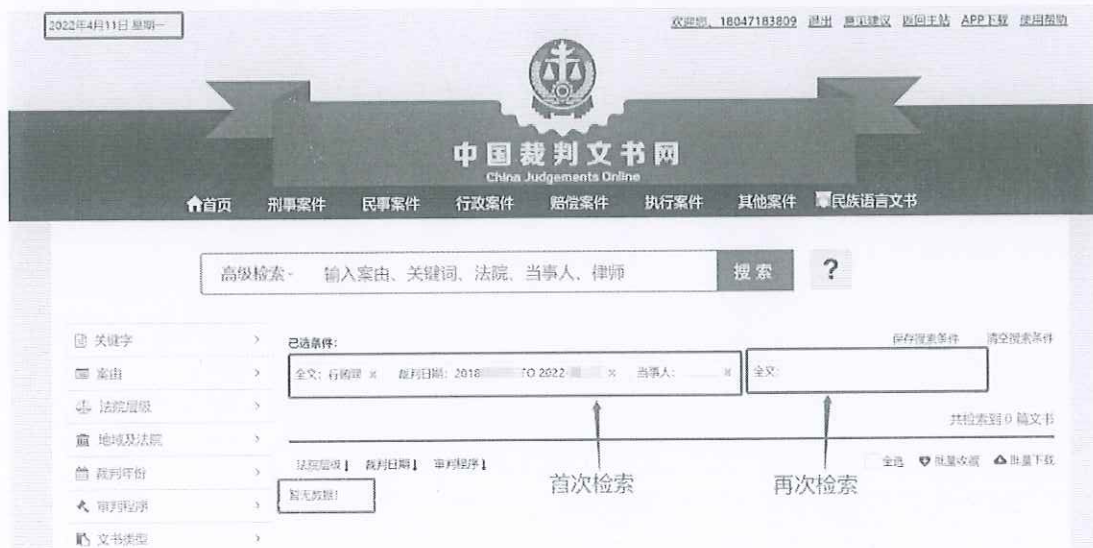 2022年4月11日 星期一
欢迎您，18047183809 退出 意见建议 返回主站 APP下载 使用帮助
中国裁判文书网
China Judgements Online
首页 刑事案件 民事案件 行政案件 赔偿案件 执行案件 其他案件 民族语言文书
高级检索 输入案由、关键词、法院、当事人、律师 搜索 ?
关键字
已选条件：
保存搜索条件 清空搜索条件
案由
全文：行贿罪 × 裁判日期：2018 TO 2022 × 当事人： × 全文：
法院层级
共检索到 0 篇文书
地域及法院
法院层级 裁判日期 审判程序
全选 批量收藏 批量下载
裁判年份
首次检索
再次检索
暂无数据!
审判程序
文书类型